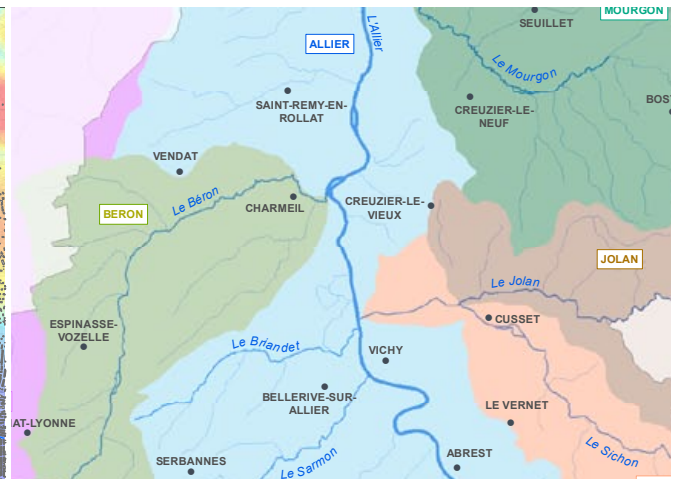 MOURGON
SEUILLET
L'Allier
ALLIER
Le Mourgon
SAINT-REMY-EN-
ROLLAT
CREUZIER-LE-
NEUF
BOS
VENDAT
Le Béron
CHARMEIL
CREUZIER-LE-
VIEUX
BERON
JOLAN
Le Jolan
CUSSET
ESPINASSE-
VOZELLE
Le Briandet
VICHY
BELLERIVE-SUR-
ALLIER
LE VERNET
AT-LYONNE
Le Sichon
ABREST
SERBANNES
Le Sarmon